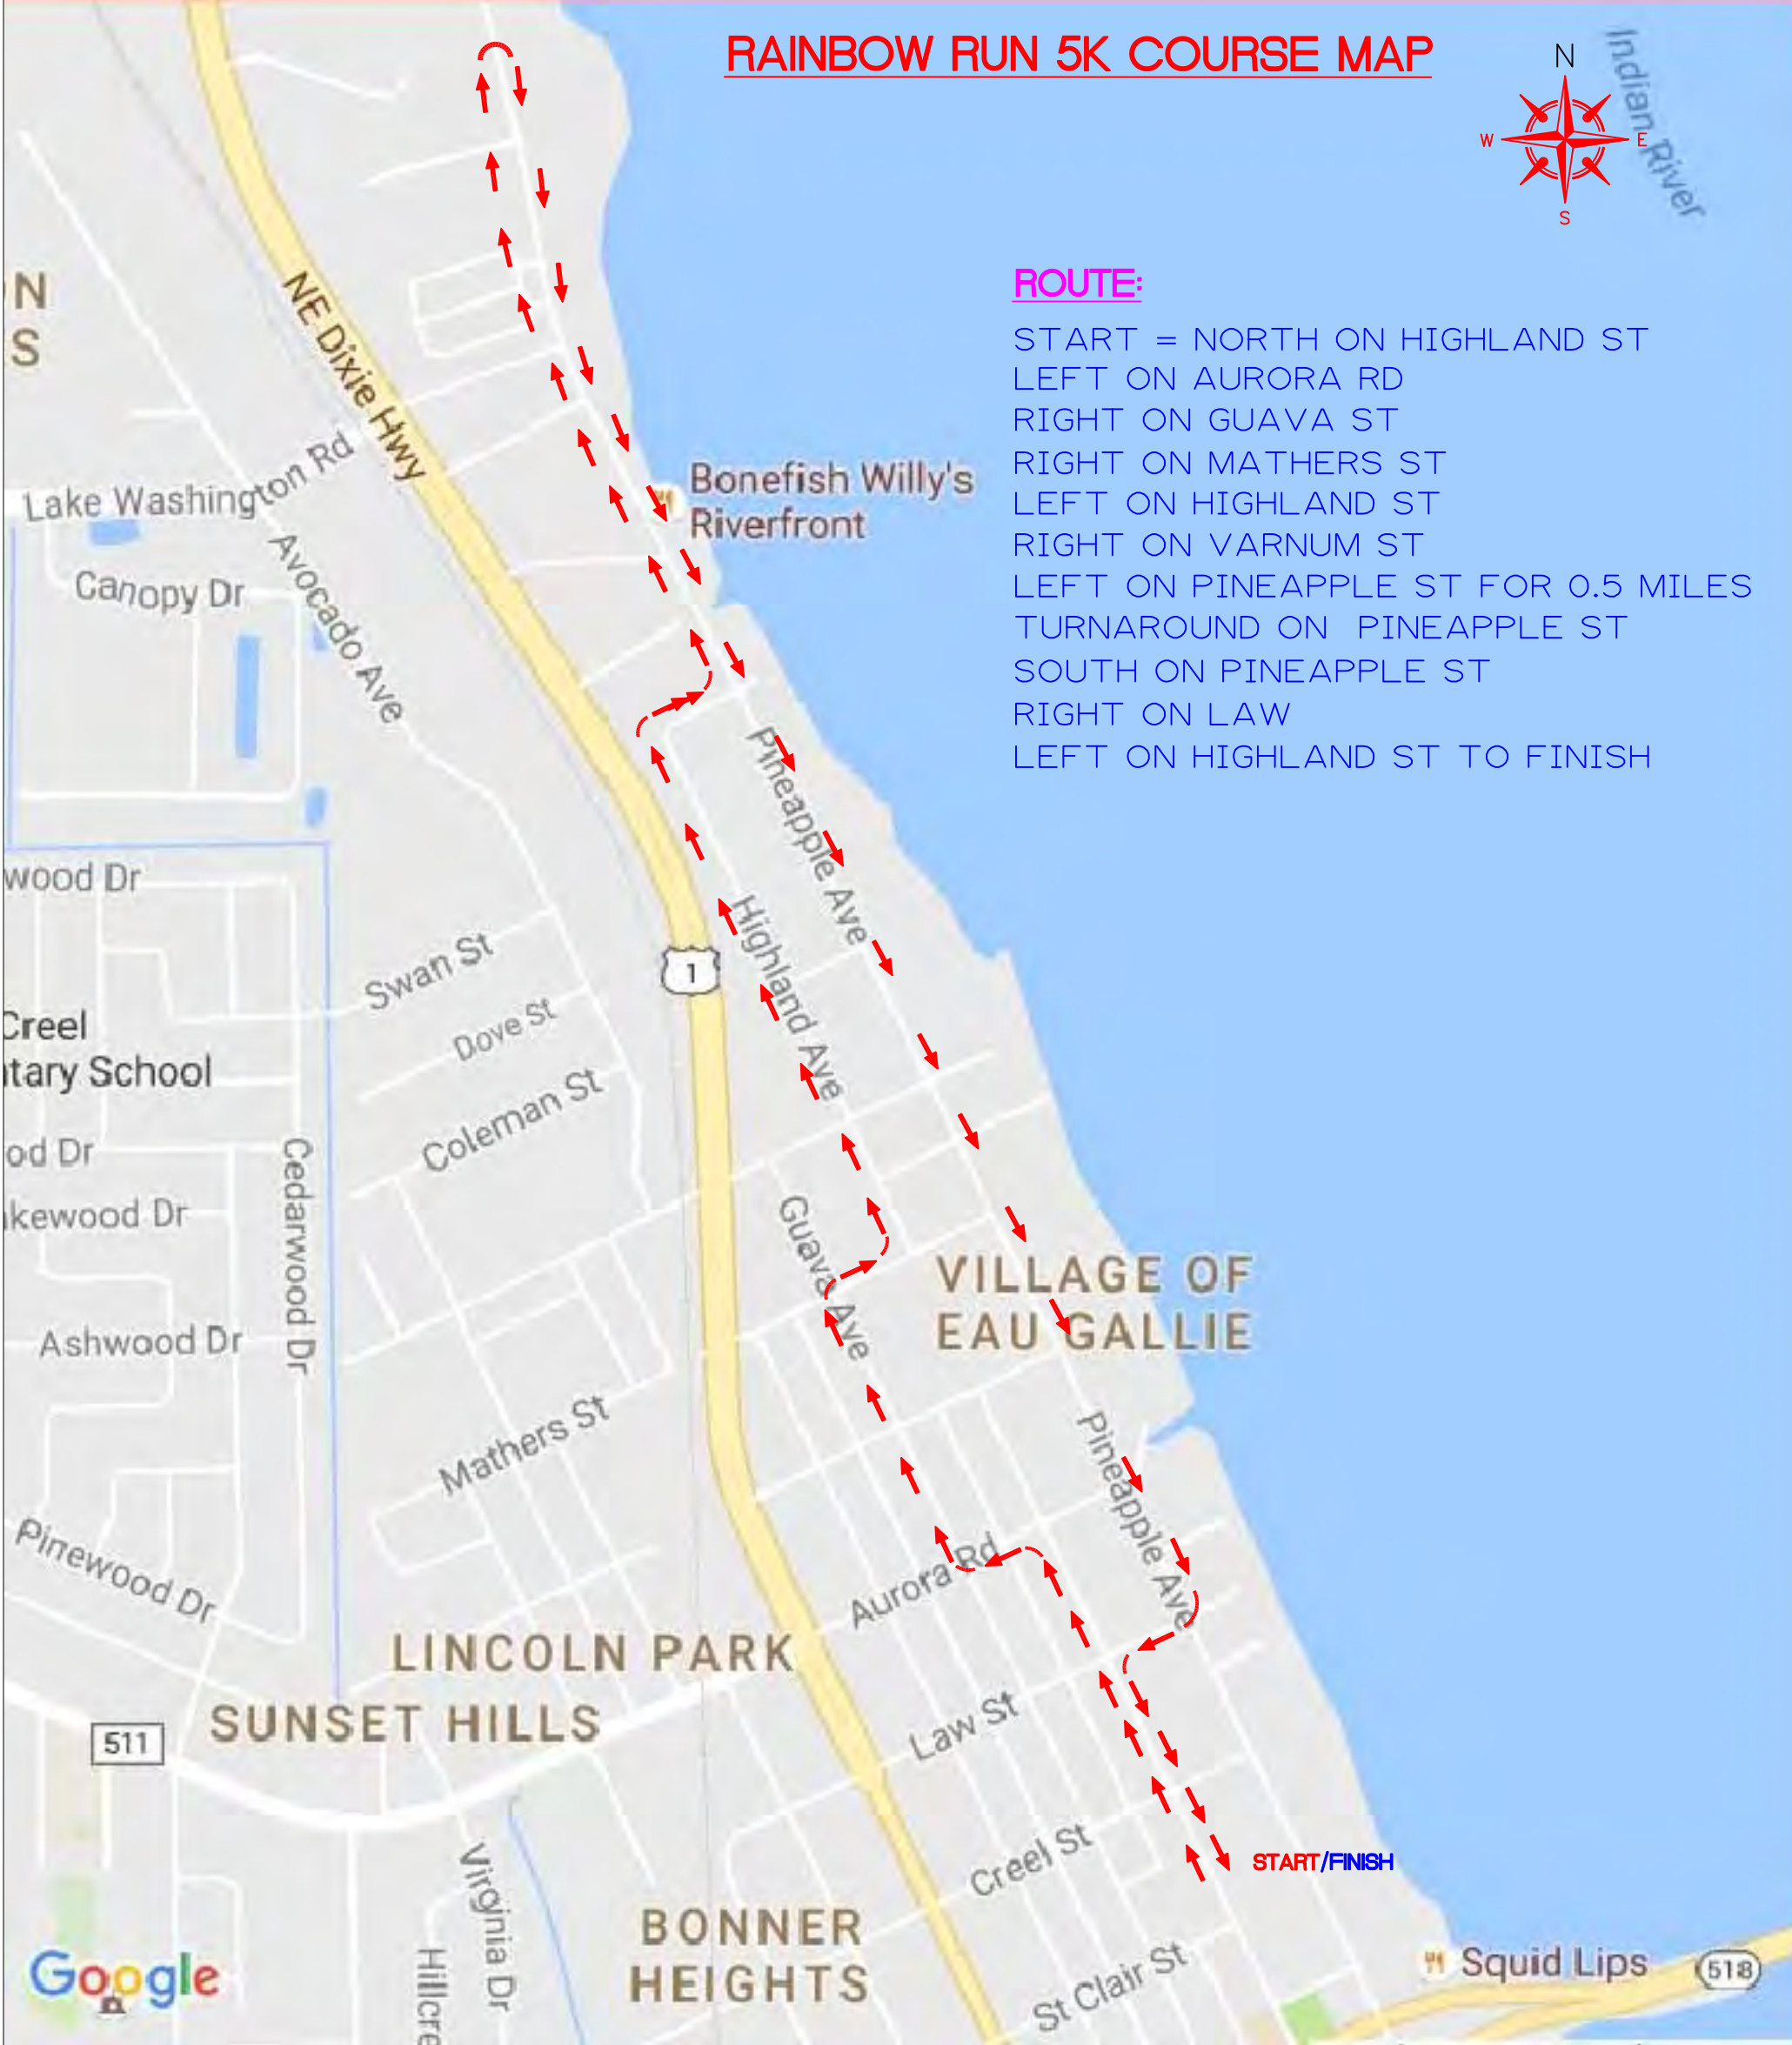 RAINBOW RUN 5K COURSE MAP
N
W
E
S
Indian River
ROUTE:
START = NORTH ON HIGHLAND ST
LEFT ON AURORA RD
RIGHT ON GUAVA ST
RIGHT ON MATHERS ST
LEFT ON HIGHLAND ST
RIGHT ON VARNUM ST
LEFT ON PINEAPPLE ST FOR 0.5 MILES
TURNAROUND ON PINEAPPLE ST
SOUTH ON PINEAPPLE ST
RIGHT ON LAW
LEFT ON HIGHLAND ST TO FINISH
N
S
NE Dixie Hwy
Lake Washington Rd
Bonefish Willy's
Riverfront
Canopy Dr
Avocado Ave
Pineapple Ave
wood Dr
Highland Ave
Swan St
1
Dove St
Creel
ntary School
Coleman St
od Dr
Cedarwood Dr
kewood Dr
Guava Ave
VILLAGE OF
EAU GALLIE
Ashwood Dr
Mathers St
Pineapple Ave
Pinewood Dr
Aurora Rd
LINCOLN PARK
SUNSET HILLS
511
Law St
Creel St
START/FINISH
Virginia Dr
BONNER
HEIGHTS
Hillcre
St Clair St
Squid Lips
518
Google